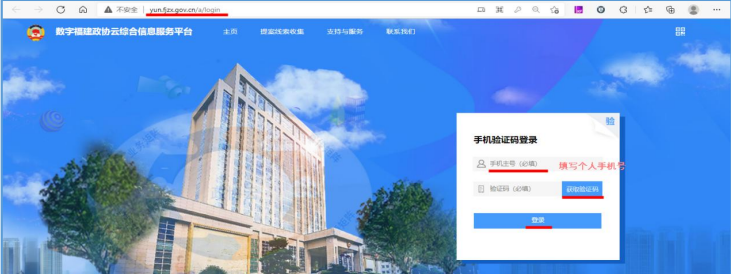 不安全 | yun.fjzx.gov.cn/a/login
数字福建政协云综合信息服务平台 主页 提案线索收集 支持与服务 联系我们
验
手机验证码登录
手机主号（必填） 填写个人手机号
验证码（必填） 获取验证码
登录